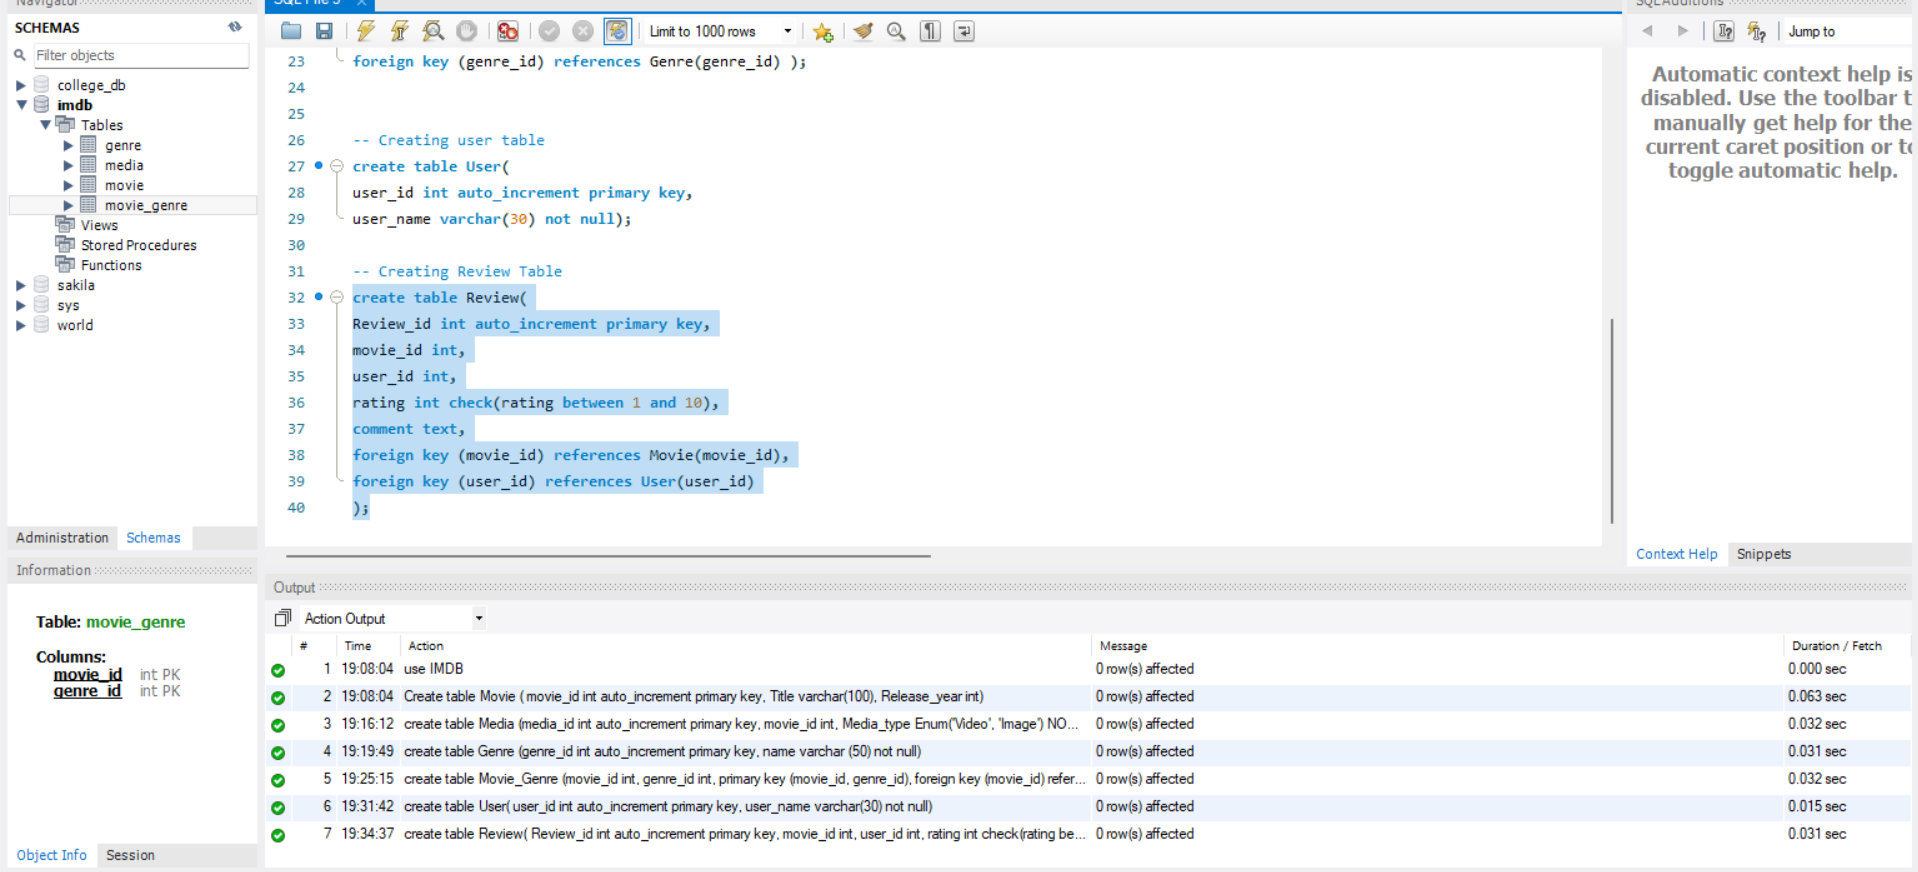 Navigator
SCHEMAS
Filter objects
college_db
imdb
Tables
genre
media
movie
movie_genre
Views
Stored Procedures
Functions
sakila
sys
world
Administration Schemas
Information
Table: movie_genre
Columns:
movie_id int PK
genre_id int PK
Object Info Session
SQL File 3
Limit to 1000 rows
23 foreign key (genre_id) references Genre(genre_id) );
24
25
26 -- Creating user table
27 create table User(
28 user_id int auto_increment primary key,
29 user_name varchar(30) not null);
30
31 -- Creating Review Table
32 create table Review(
33 Review_id int auto_increment primary key,
34 movie_id int,
35 user_id int,
36 rating int check(rating between 1 and 10),
37 comment text,
38 foreign key (movie_id) references Movie(movie_id),
39 foreign key (user_id) references User(user_id)
40 );
SQLAdditions
Jump to
Automatic context help is
disabled. Use the toolbar t
manually get help for the
current caret position or to
toggle automatic help.
Context Help Snippets
Output
Action Output
# Time Action Message Duration / Fetch
1 19:08:04 use IMDB 0 row(s) affected 0.000 sec
2 19:08:04 Create table Movie ( movie_id int auto_increment primary key, Title varchar(100), Release_year int) 0 row(s) affected 0.063 sec
3 19:16:12 create table Media (media_id int auto_increment primary key, movie_id int, Media_type Enum('Video', 'Image') NO... 0 row(s) affected 0.032 sec
4 19:19:49 create table Genre (genre_id int auto_increment primary key, name varchar (50) not null) 0 row(s) affected 0.031 sec
5 19:25:15 create table Movie_Genre (movie_id int, genre_id int, primary key (movie_id, genre_id), foreign key (movie_id) refer... 0 row(s) affected 0.032 sec
6 19:31:42 create table User( user_id int auto_increment primary key, user_name varchar(30) not null) 0 row(s) affected 0.015 sec
7 19:34:37 create table Review( Review_id int auto_increment primary key, movie_id int, user_id int, rating int check(rating be... 0 row(s) affected 0.031 sec